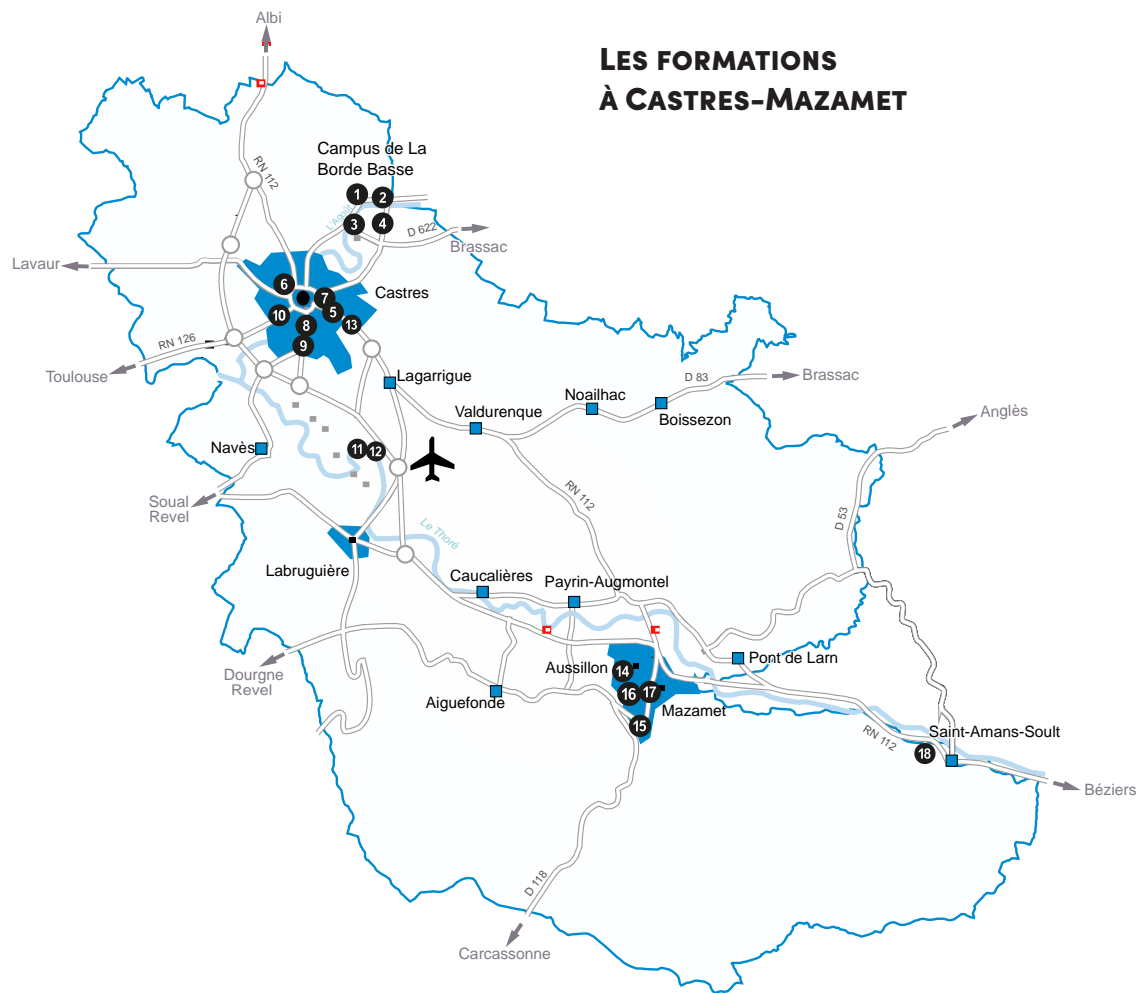 Albi
LES FORMATIONS
À CASTRES-MAZAMET
RN 112
Campus de La
Borde Basse
1
2
L'Agoût
3
4
D 622
Brassac
Lavaur
6
Castres
7
5
10
8
13
9
RN 126
Toulouse
Lagarrigue
D 83
Brassac
Noailhac
Boissezon
Valdurenque
Anglès
Navès
11
12
Soual
Revel
RN 112
D 53
Le Thoré
Labruguière
Caucalières
Payrin-Augmontel
Dourgne
Revel
Aussillon
14
Pont de Larn
Aiguefonde
16
17
Mazamet
15
RN 112
Saint-Amans-Soult
18
Béziers
D 118
Carcassonne